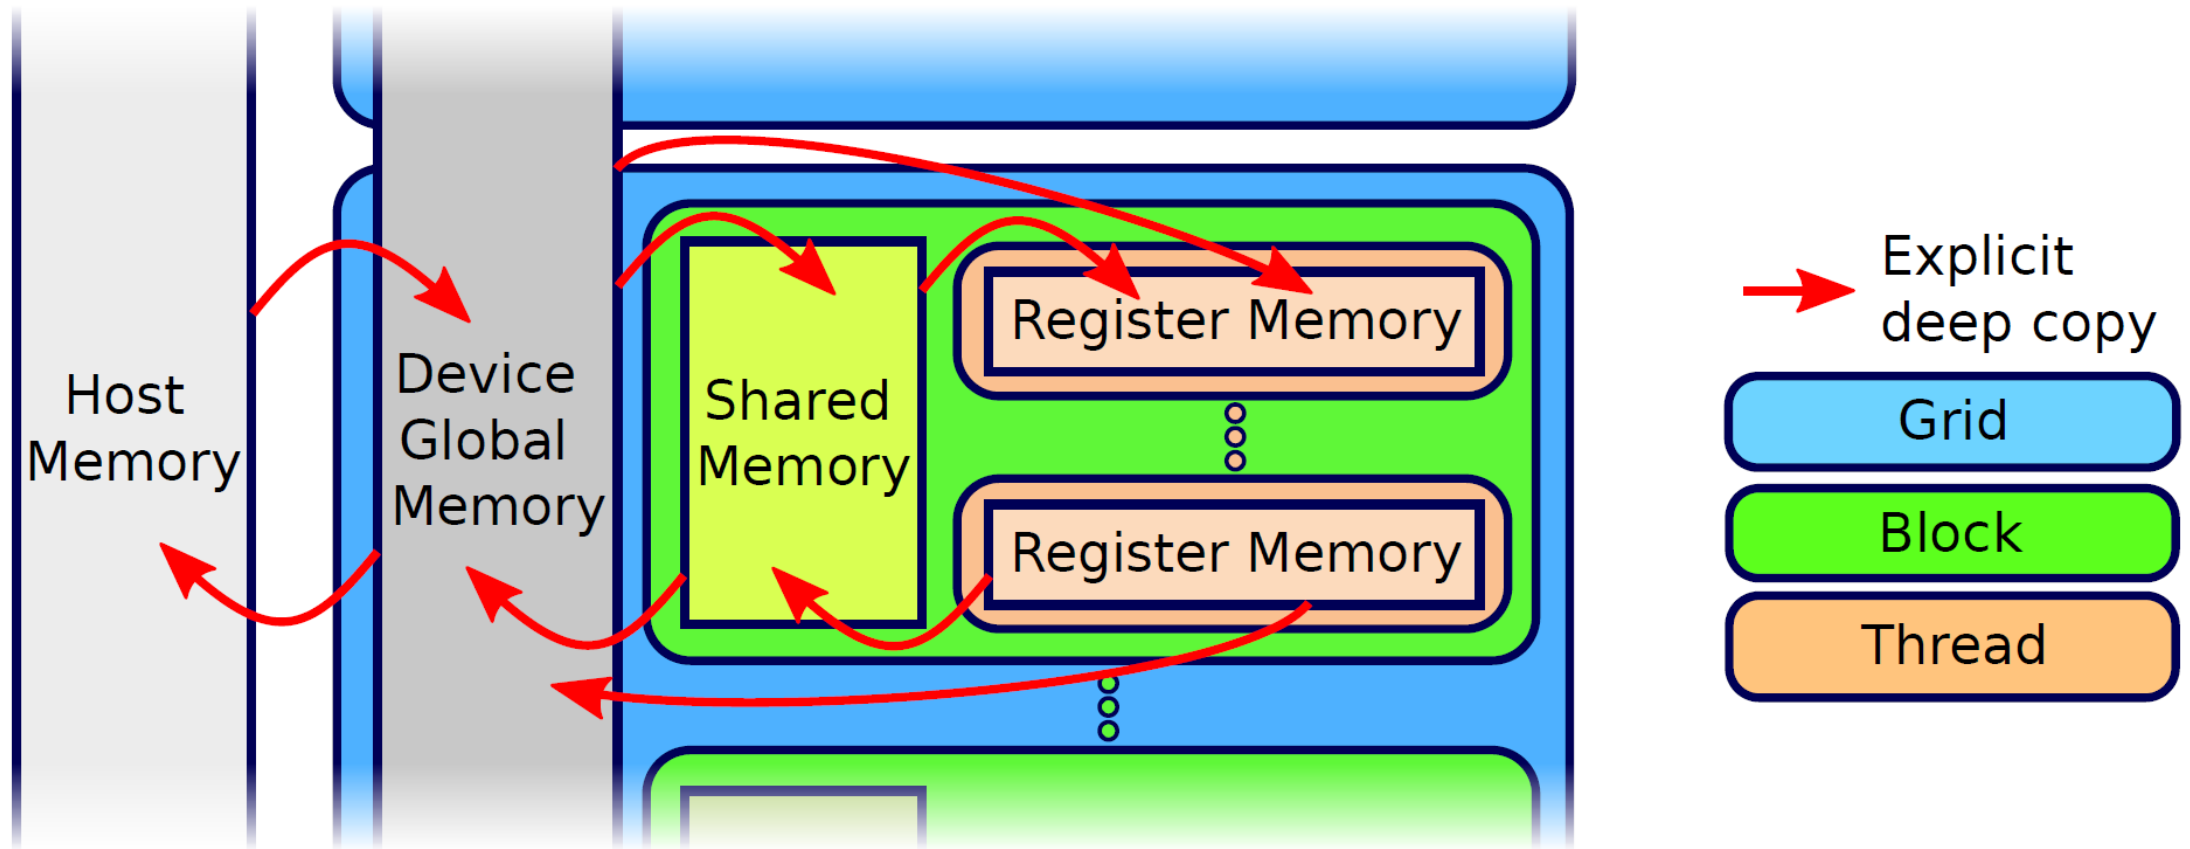 Host
Memory
Device
Global
Memory
Shared
Memory
Register Memory
Register Memory
Explicit
deep copy
Grid
Block
Thread